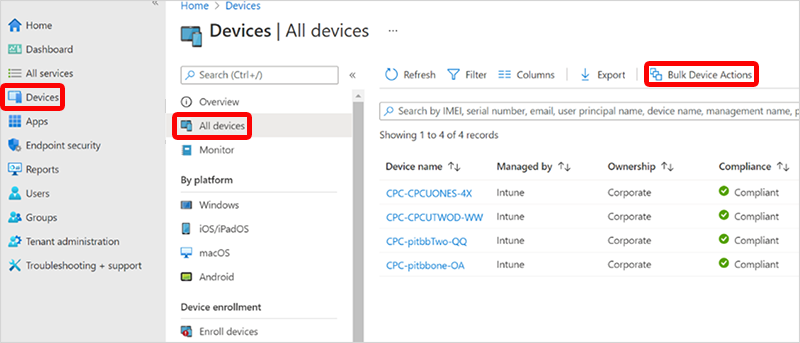 Home
Dashboard
All services
Devices
Apps
Endpoint security
Reports
Users
Groups
Tenant administration
Troubleshooting + support
Home > Devices
Devices | All devices ...
Search (Ctrl+/)
Overview
All devices
Monitor
By platform
Windows
iOS/iPadOS
macOS
Android
Device enrollment
Enroll devices
Refresh Filter Columns Export Bulk Device Actions
Search by IMEI, serial number, email, user principal name, device name, management name, p
Showing 1 to 4 of 4 records
Device name Managed by Ownership Compliance
CPC-CPCUONES-4X Intune Corporate Compliant
CPC-CPCUTWOD-WW Intune Corporate Compliant
CPC-pitbbTwo-QQ Intune Corporate Compliant
CPC-pitbbone-OA Intune Corporate Compliant